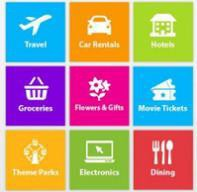 Travel
Car Rentals
Hotels
Groceries
Flowers & Gifts
Movie Tickets
Theme Parks
Electronics
Dining